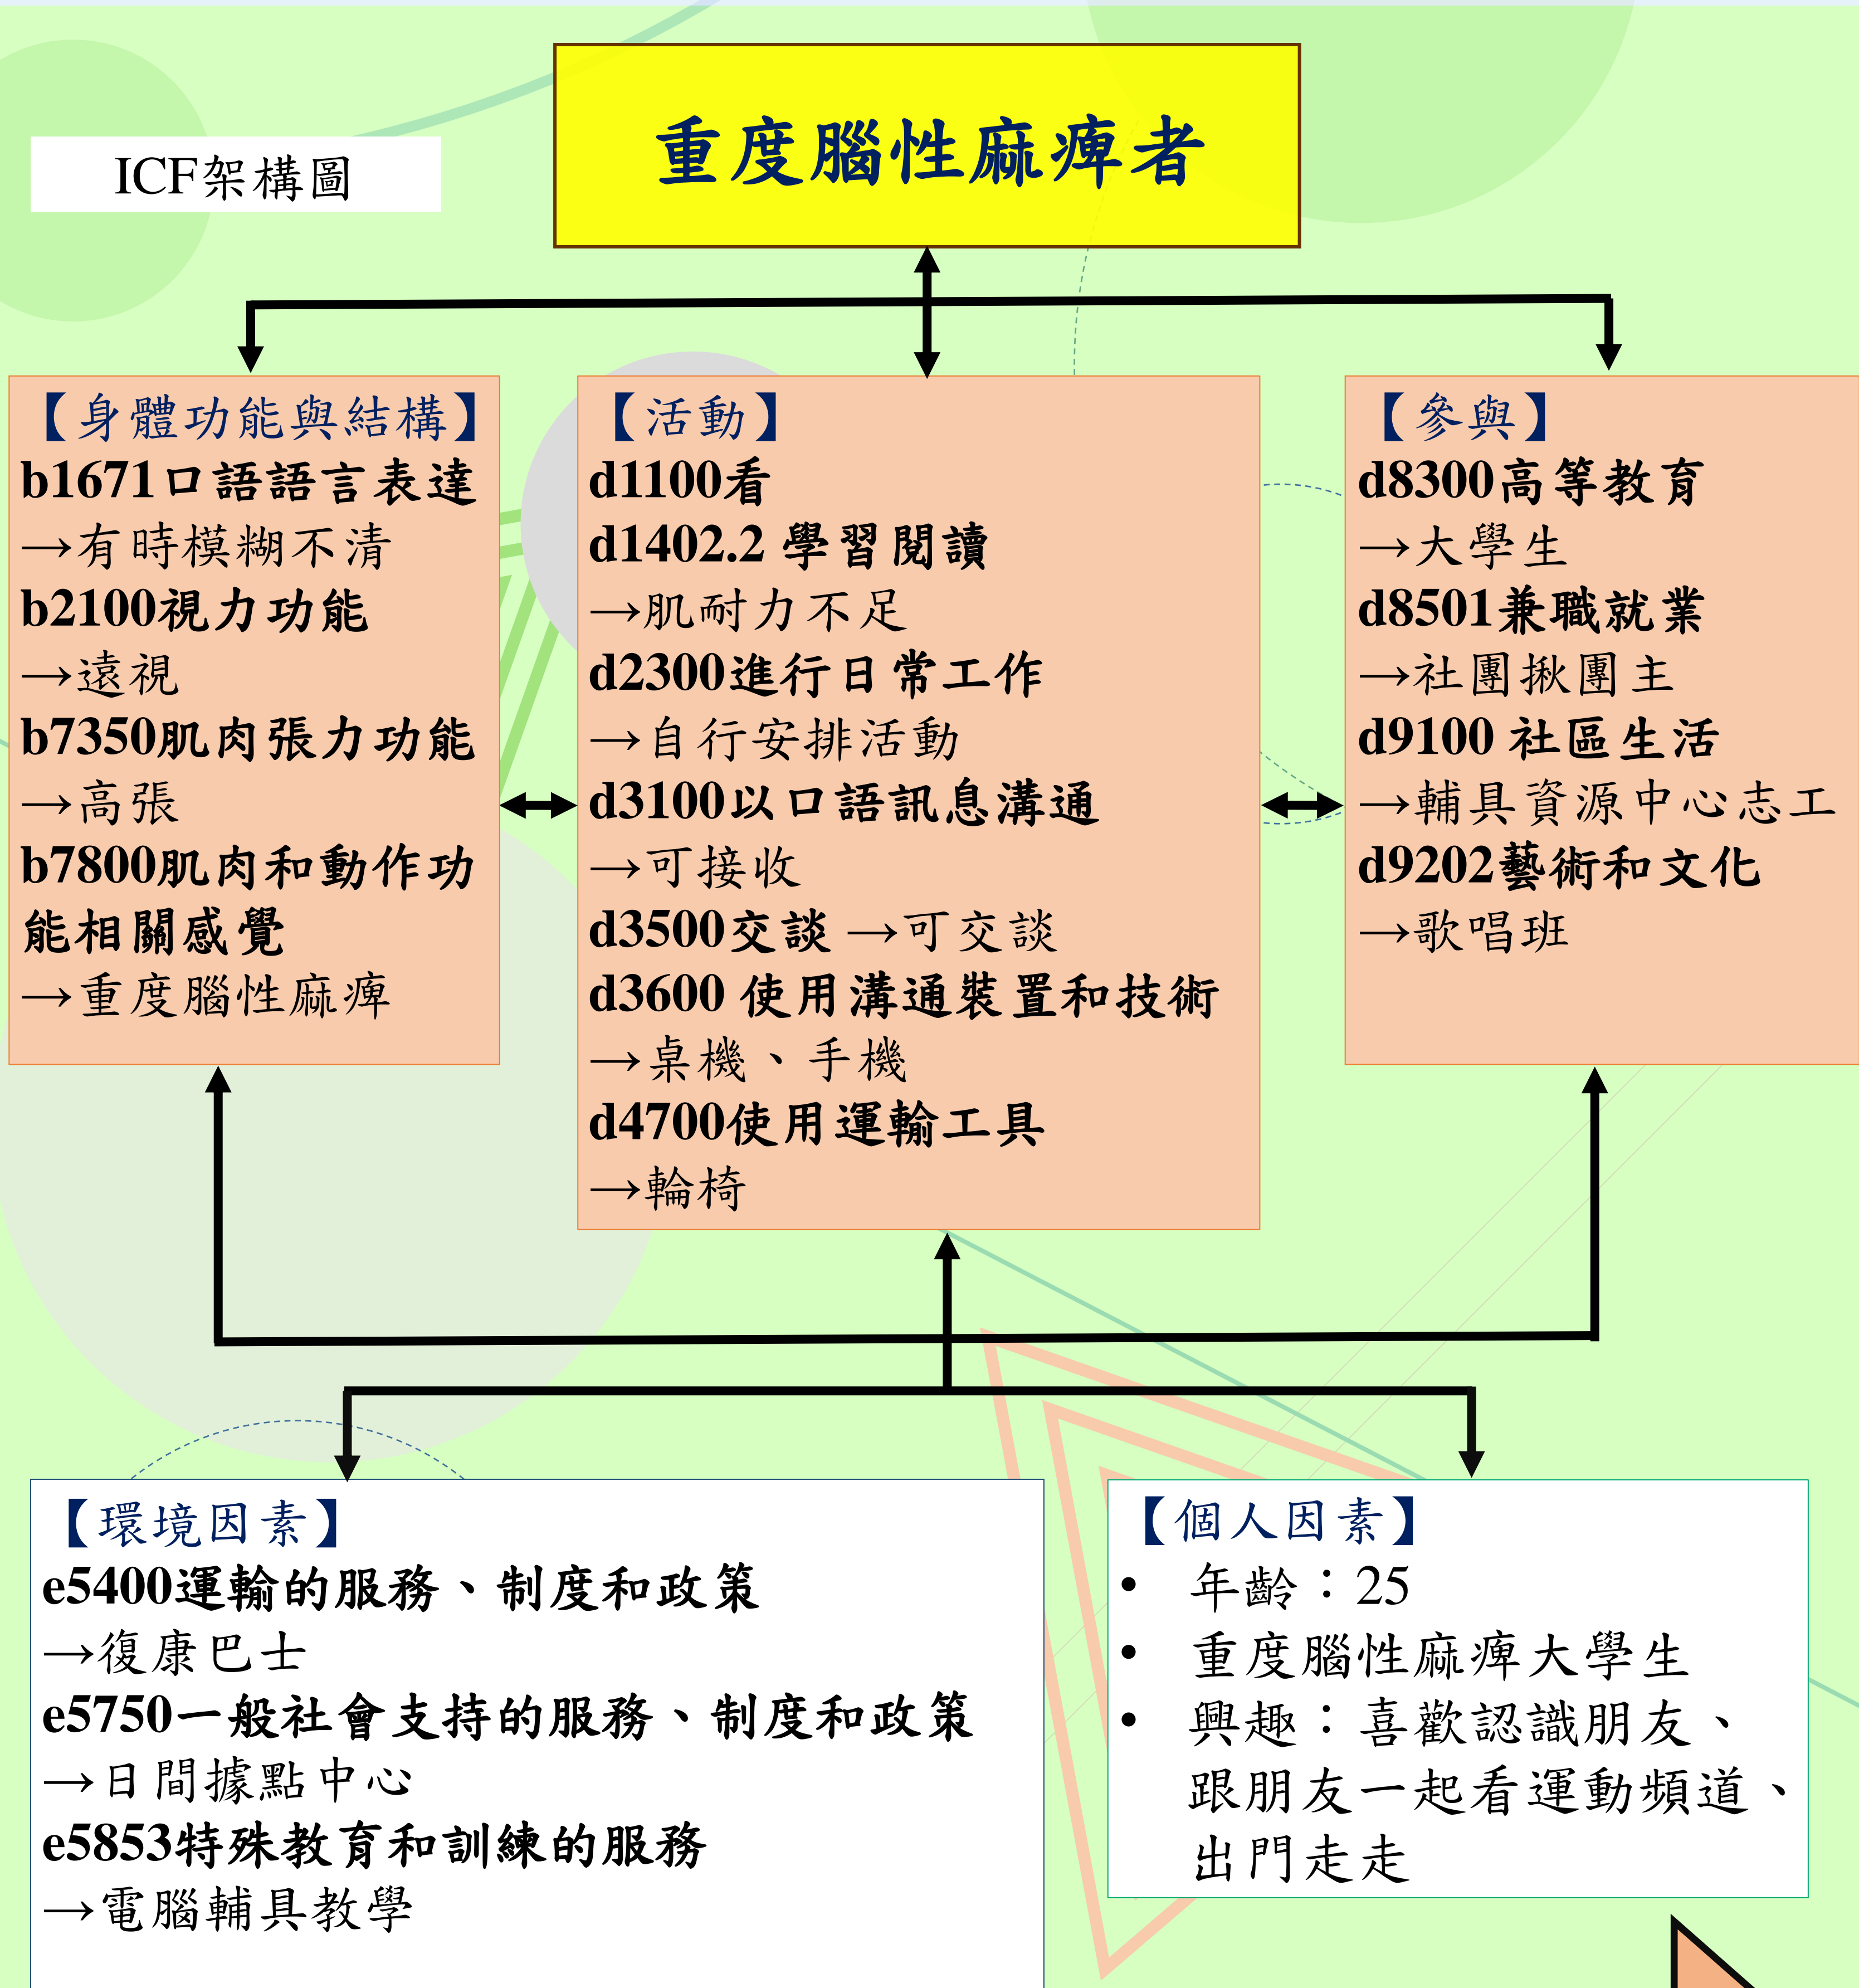 重度腦性麻痺者
ICF架構圖
【身體功能與結構】
b1671口語語言表達
→有時模糊不清
b2100視力功能
→遠視
b7350肌肉張力功能
→高張
b7800肌肉和動作功
能相關感覺
→重度腦性麻痺
【活動】
d1100看
d1402.2 學習閱讀
→肌耐力不足
d2300進行日常工作
→自行安排活動
d3100以口語訊息溝通
→可接收
d3500交談 →可交談
d3600 使用溝通裝置和技術
→桌機、手機
d4700使用運輸工具
→輪椅
【參與】
d8300高等教育
→大學生
d8501兼職就業
→社團揪團主
d9100 社區生活
→輔具資源中心志工
d9202藝術和文化
→歌唱班
【環境因素】
e5400運輸的服務、制度和政策
→復康巴士
e5750一般社會支持的服務、制度和政策
→日間據點中心
e5853特殊教育和訓練的服務
→電腦輔具教學
【個人因素】
• 年齡：25
• 重度腦性麻痺大學生
• 興趣：喜歡認識朋友、
跟朋友一起看運動頻道、
出門走走